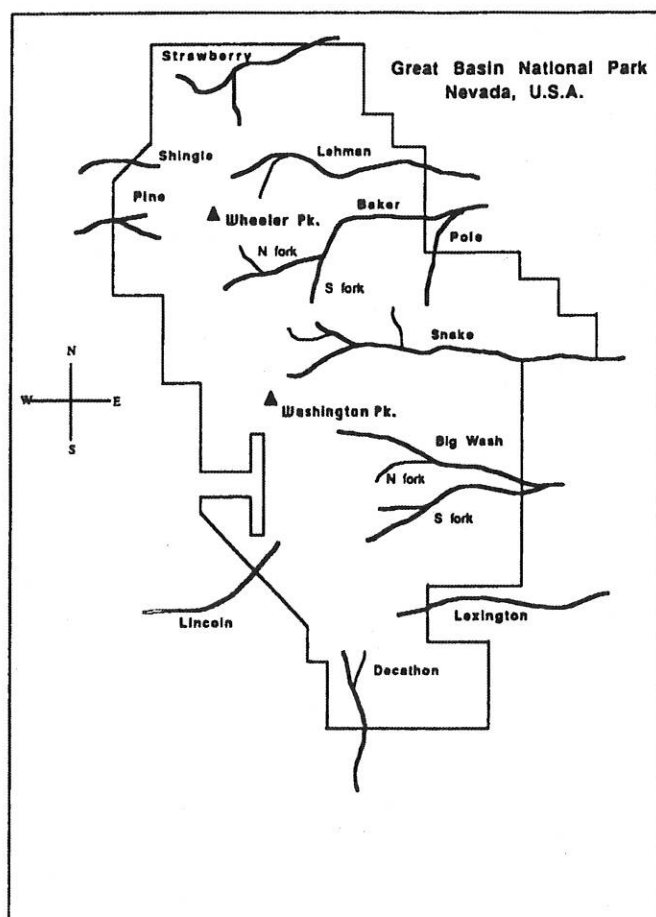 Strawberry
Great Basin National Park
Nevada, U.S.A.
Shingle
Lehman
Pine
Baker
Wheeler Pk.
Pole
N fork
S fork
Snake
N
W E
S
Washington Pk.
Big Wash
N fork
S fork
Lincoln
Lexington
Decathon